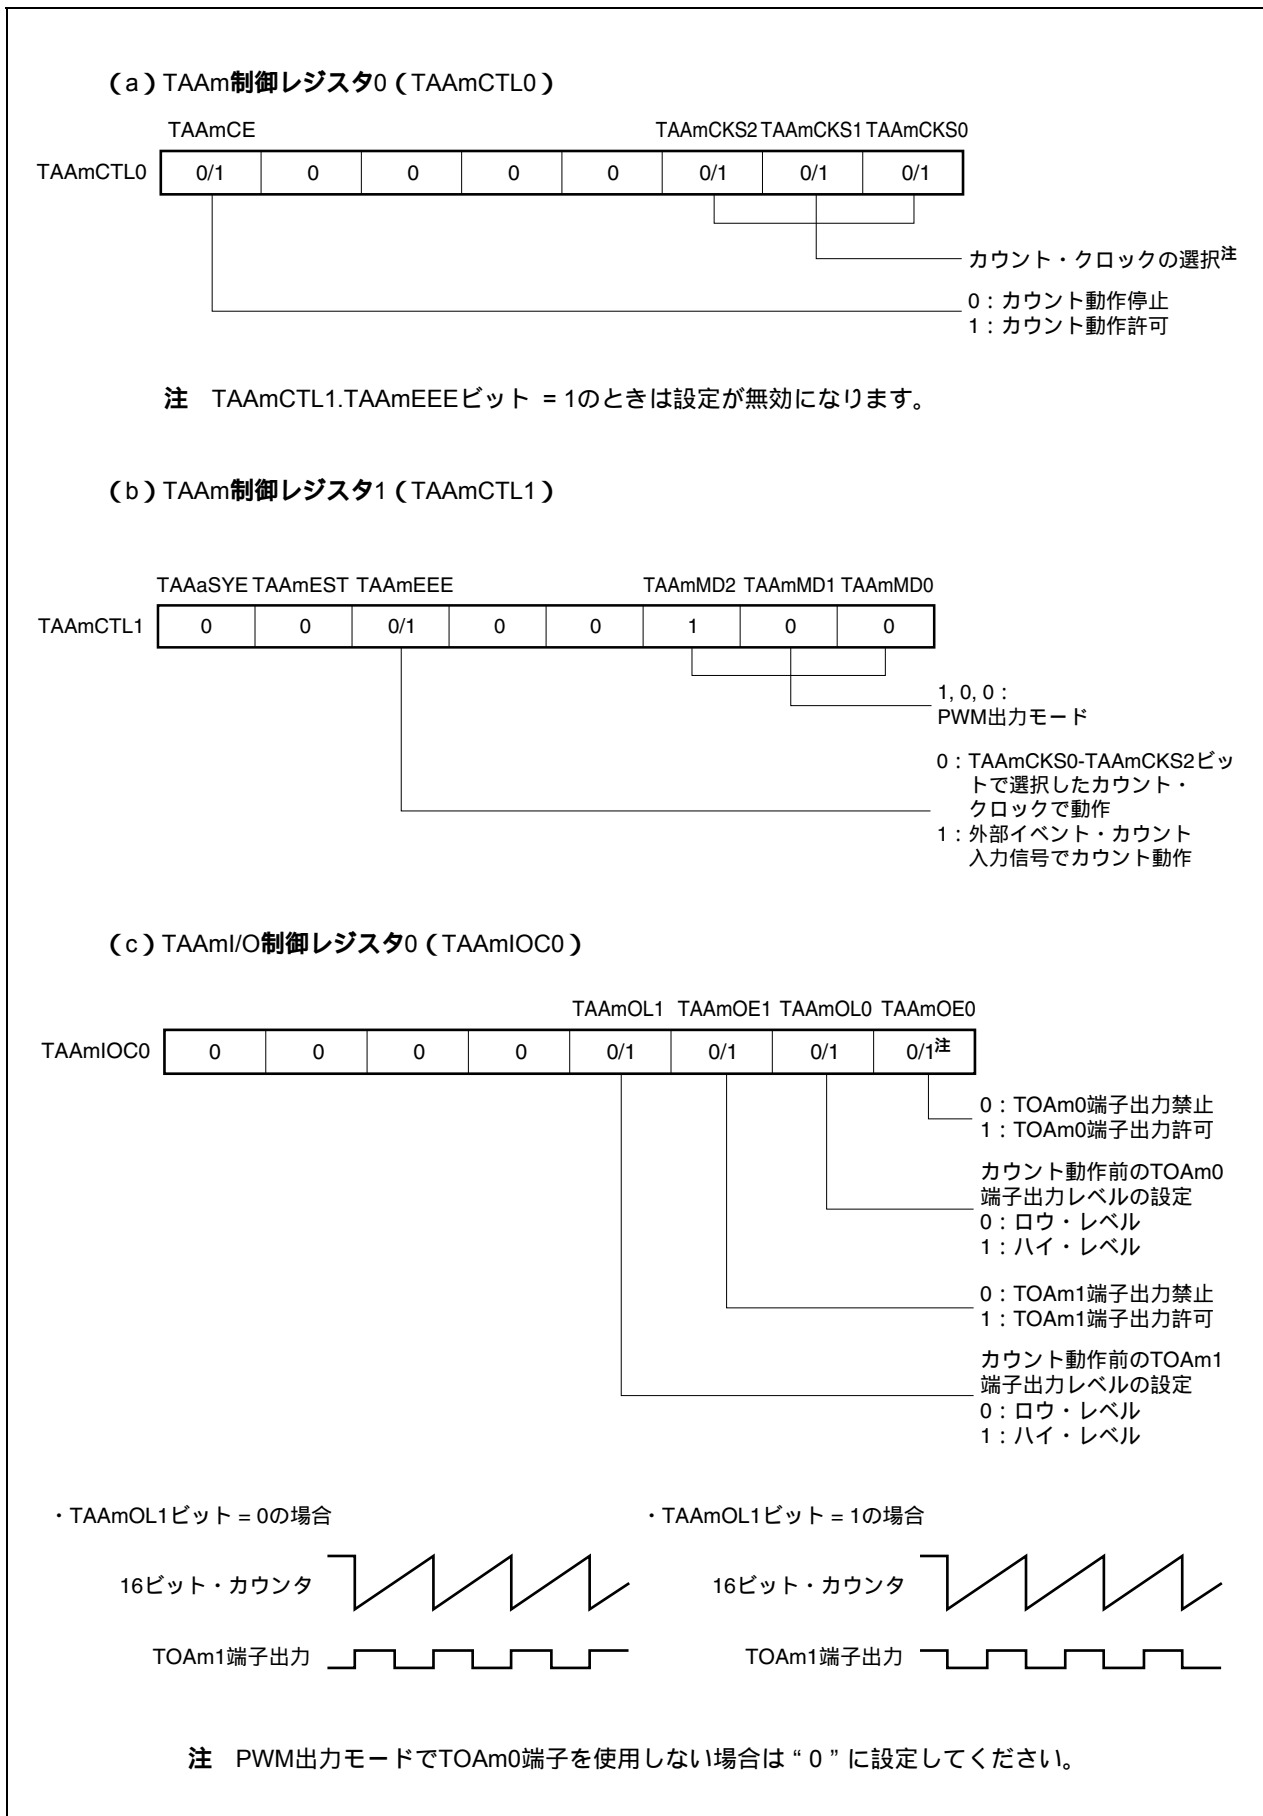 （a）TAAm制御レジスタ0（TAAmCTL0）
TAAmCE TAAmCKS2 TAAmCKS1 TAAmCKS0
TAAmCTL0 0/1 0 0 0 0 0/1 0/1 0/1
カウント・クロックの選択注
0：カウント動作停止
1：カウント動作許可
注 TAAmCTL1.TAAmEEEビット = 1のときは設定が無効になります。
（b）TAAm制御レジスタ1（TAAmCTL1）
TAAaSYE TAAmEST TAAmEEE TAAmMD2 TAAmMD1 TAAmMD0
TAAmCTL1 0 0 0/1 0 0 1 0 0
1, 0, 0：
PWM出力モード
0：TAAmCKS0-TAAmCKS2ビッ
トで選択したカウント・
クロックで動作
1：外部イベント・カウント
入力信号でカウント動作
（c）TAAmI/O制御レジスタ0（TAAmIOC0）
TAAmOL1 TAAmOE1 TAAmOL0 TAAmOE0
TAAmIOC0 0 0 0 0 0/1 0/1 0/1 0/1注
0：TOAm0端子出力禁止
1：TOAm0端子出力許可
カウント動作前のTOAm0
端子出力レベルの設定
0：ロウ・レベル
1：ハイ・レベル
0：TOAm1端子出力禁止
1：TOAm1端子出力許可
カウント動作前のTOAm1
端子出力レベルの設定
0：ロウ・レベル
1：ハイ・レベル
・TAAmOL1ビット = 0の場合
16ビット・カウンタ
TOAm1端子出力
・TAAmOL1ビット = 1の場合
16ビット・カウンタ
TOAm1端子出力
注 PWM出力モードでTOAm0端子を使用しない場合は“0”に設定してください。